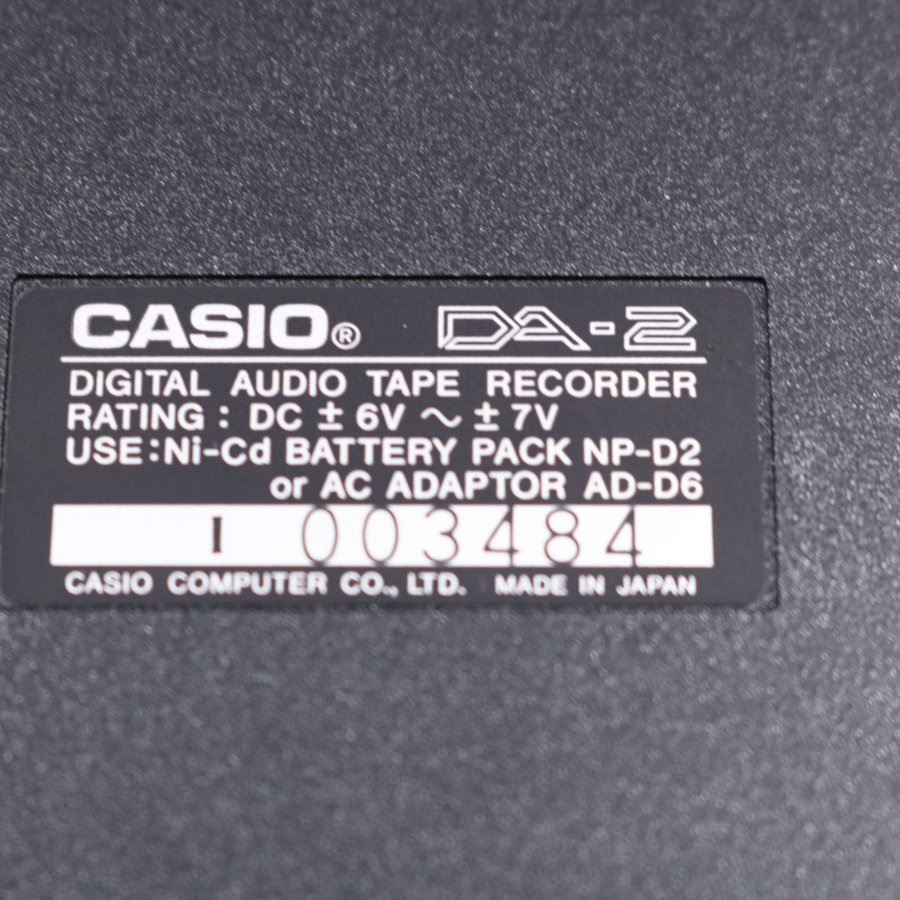 CASIO® DA-2
DIGITAL AUDIO TAPE RECORDER
RATING : DC ± 6V ～ ± 7V
USE:Ni-Cd BATTERY PACK NP-D2
or AC ADAPTOR AD-D6
I 003484
CASIO COMPUTER CO., LTD. MADE IN JAPAN